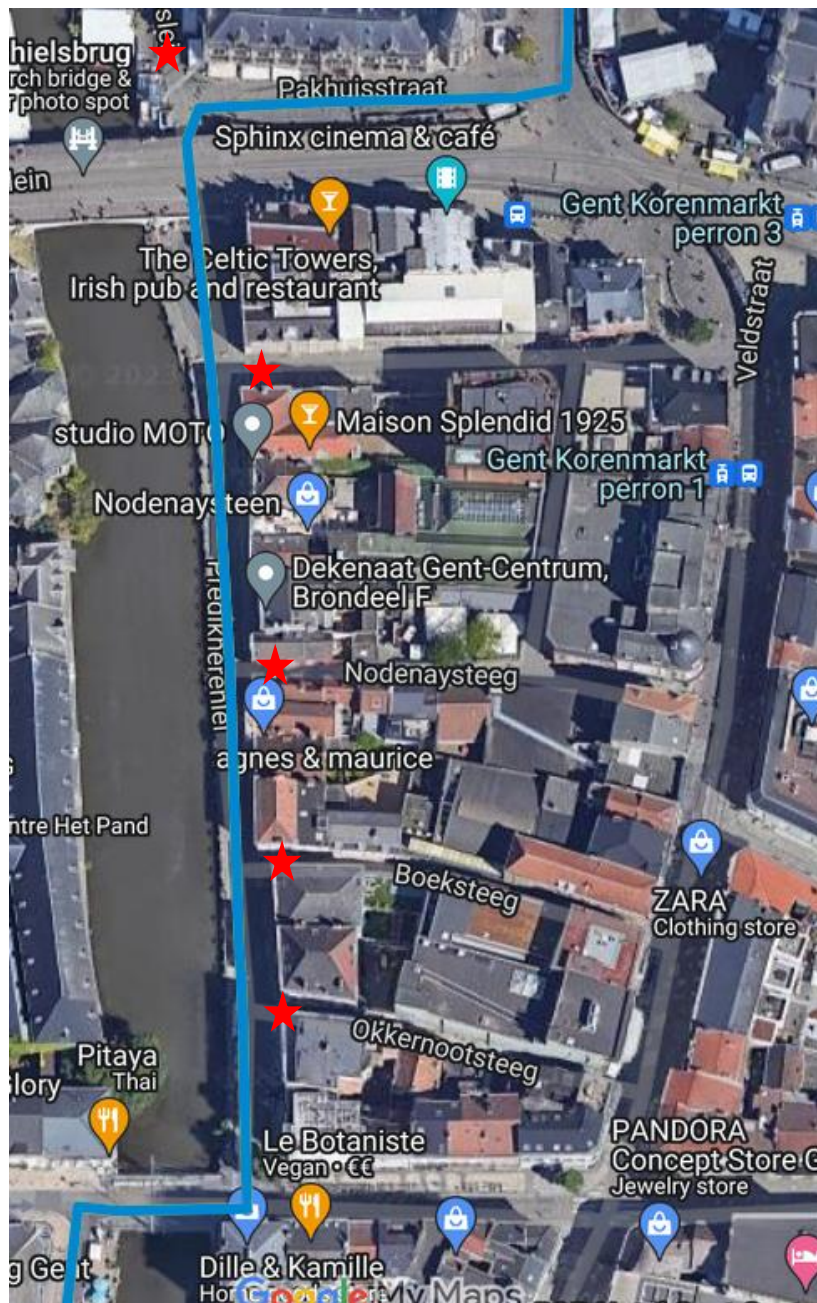 hielsbrug
rch bridge &
r photo spot
Pakhuisstraat
Sphinx cinema & café
lein
Gent Korenmarkt
perron 3
The Celtic Towers,
Irish pub and restaurant
Veldstraat
studio MOTO
Maison Splendid 1925
Gent Korenmarkt
perron 1
Nodenaysteen
Dekenaat Gent-Centrum,
Brondeel F
Predikherenlei
Nodenaysteeg
agnes & maurice
ntre Het Pand
Boeksteeg
ZARA
Clothing store
Okkernootsteeg
Pitaya
Thai
Glory
Le Botaniste
Vegan • €€
PANDORA
Concept Store G
Jewelry store
g Gent
Dille & Kamille
Google My Maps